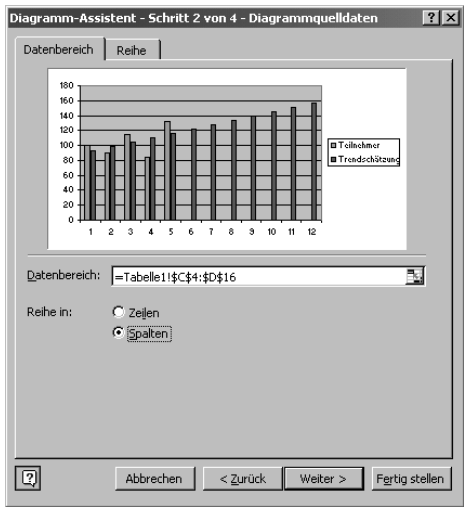 Diagramm-Assistent - Schritt 2 von 4 - Diagrammquelldaten
Datenbereich Reihe
180
160
140
120
100
80
60
40
20
0
1 2 3 4 5 6 7 8 9 10 11 12
Teilnehmer
Trendschätzung
Datenbereich: =Tabelle1!$C$4:$D$16
Reihe in: Zeilen
Spalten
Abbrechen < Zurück Weiter > Fertig stellen